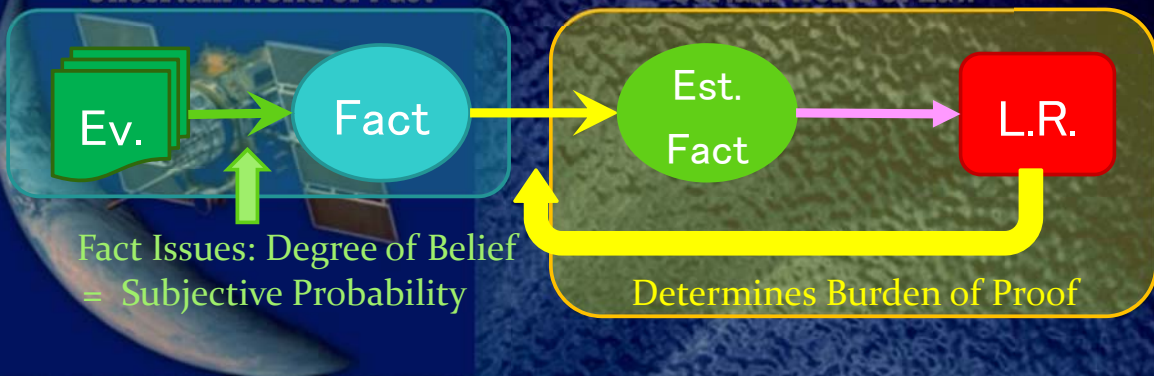 Ev.
Fact
Est.
Fact
L.R.
Fact Issues: Degree of Belief
= Subjective Probability
Determines Burden of Proof